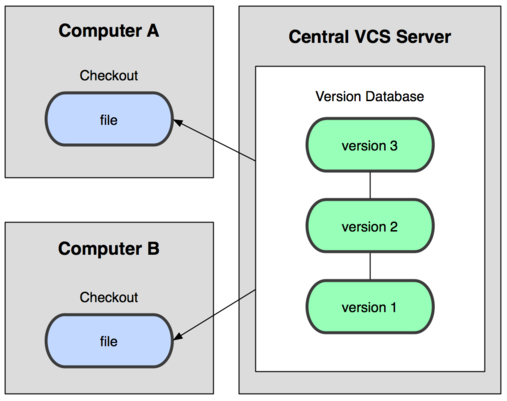 Computer A
Checkout
file
Computer B
Checkout
file
Central VCS Server
Version Database
version 3
version 2
version 1